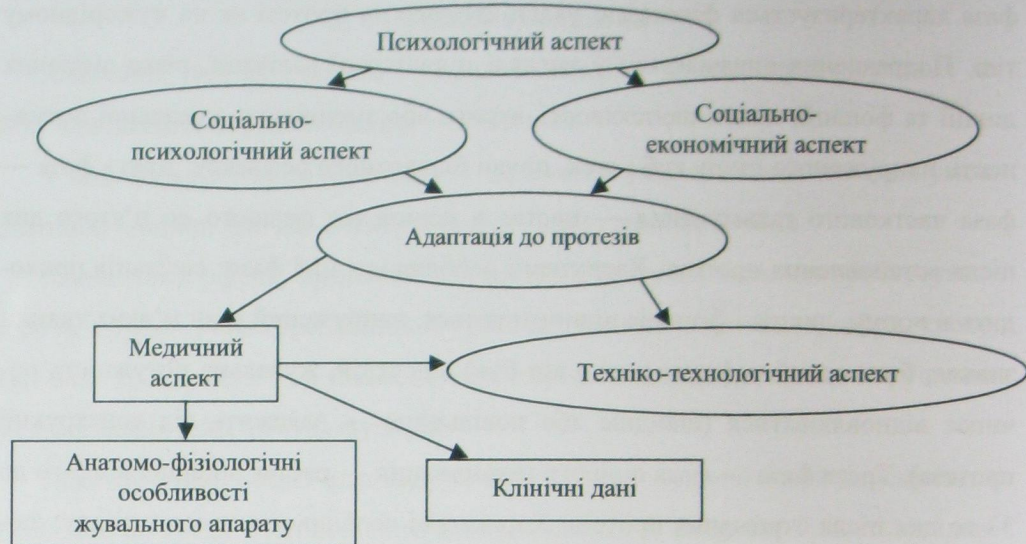 Психологічний аспект
Соціально-
психологічний аспект
Соціально-
економічний аспект
Адаптація до протезів
Медичний
аспект
Техніко-технологічний аспект
Анатомо-фізіологічні
особливості
жувального апарату
Клінічні дані